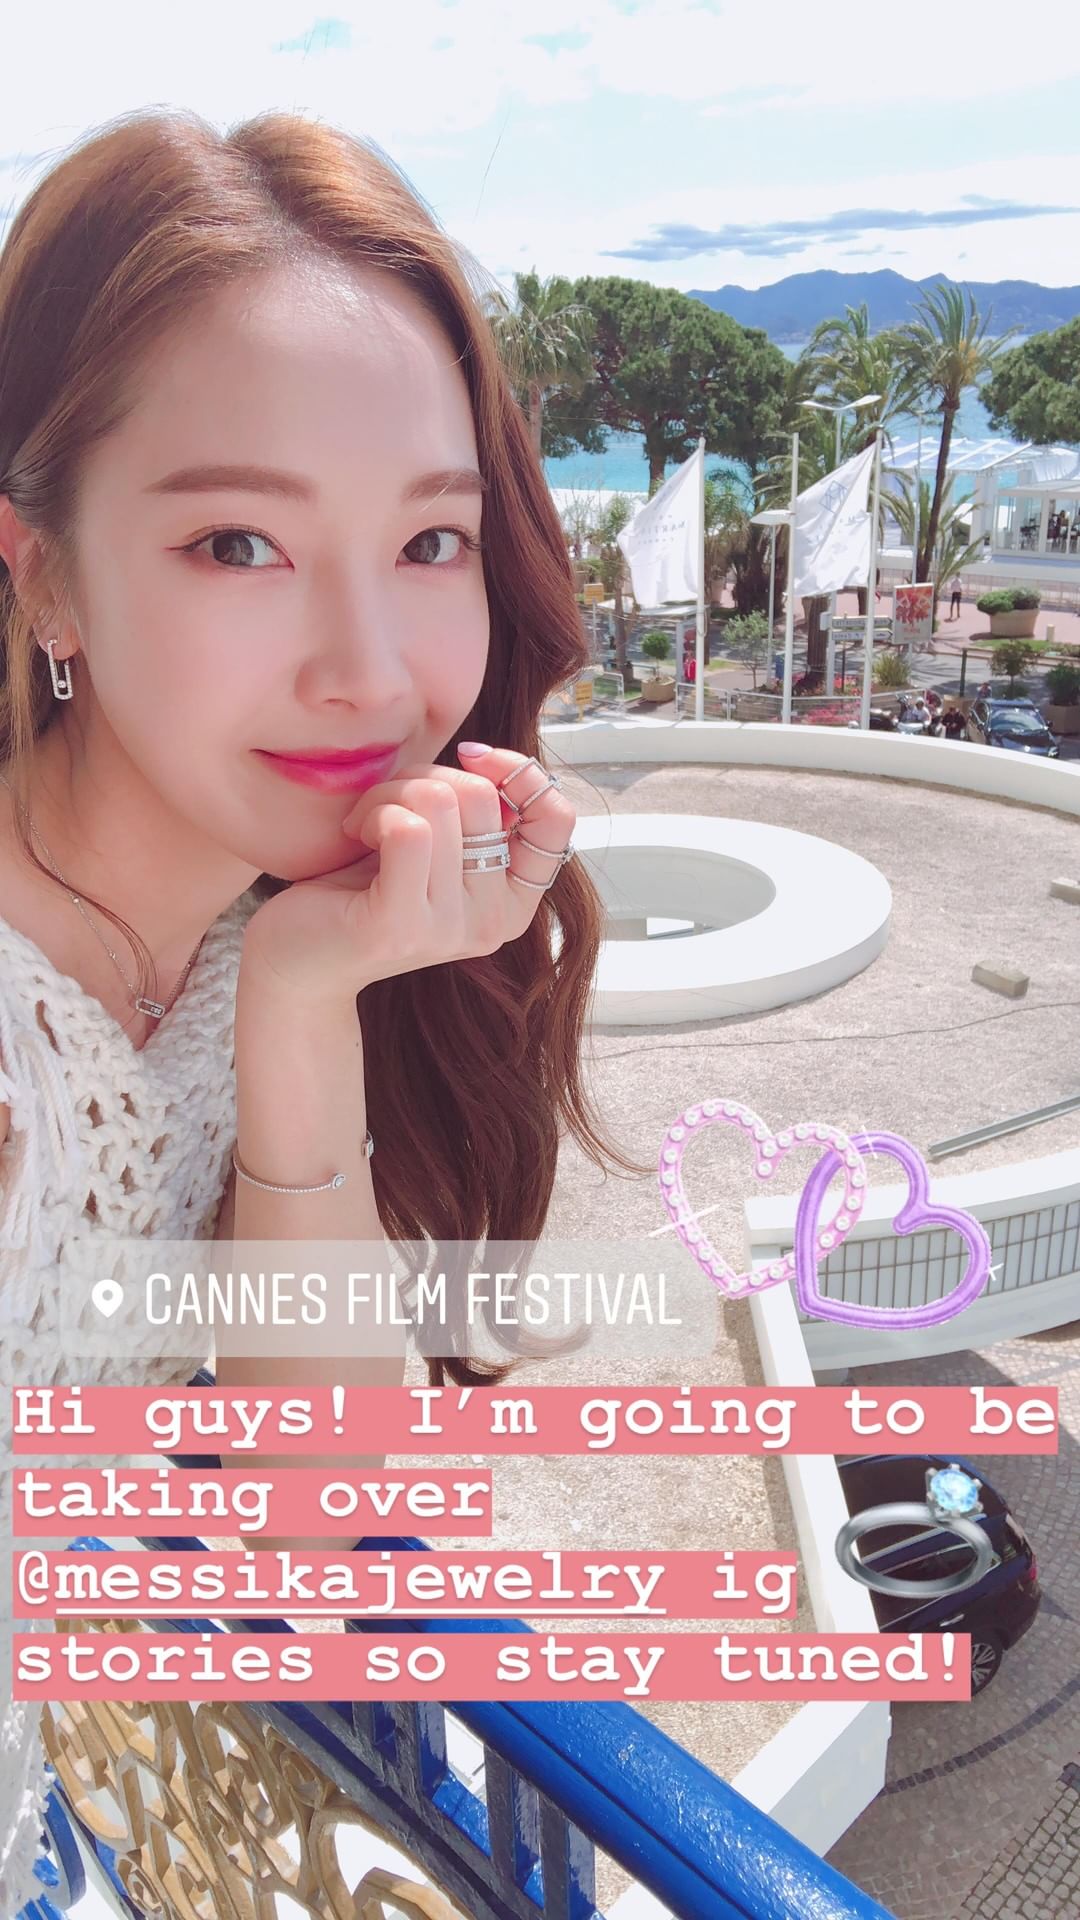 CANNES FILM FESTIVAL
Hi guys! I'm going to be
taking over
@messikajewelry ig
stories so stay tuned!